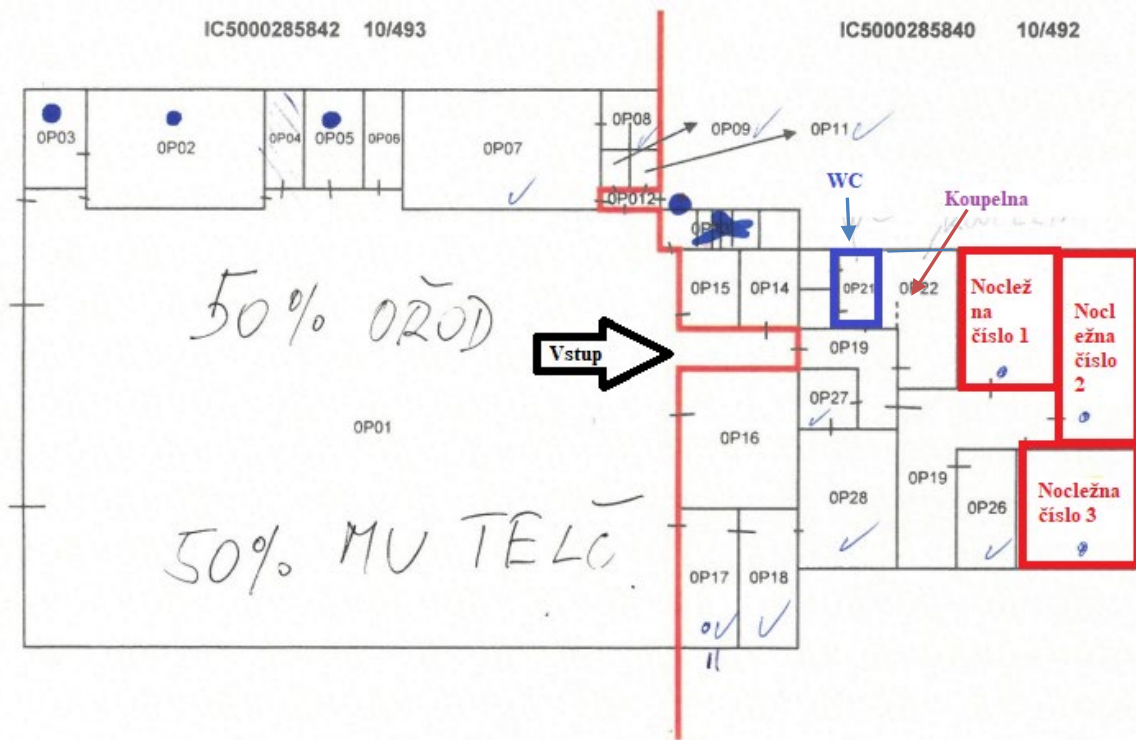 IC5000285842 10/493
IC5000285840 10/492
0P03
0P02
0P04
0P05
0P06
0P07
0P08
0P09
0P11
0P012
WC
Koupelna
0P15
0P14
0P21
0P22
Noclež
na
číslo 1
Nocl
ežna
číslo
2
50% OŘOD
Vstup
0P19
0P27
0P01
0P16
0P28
0P19
0P26
Nocležna
číslo 3
50% MU TELČ
0P17
0P18